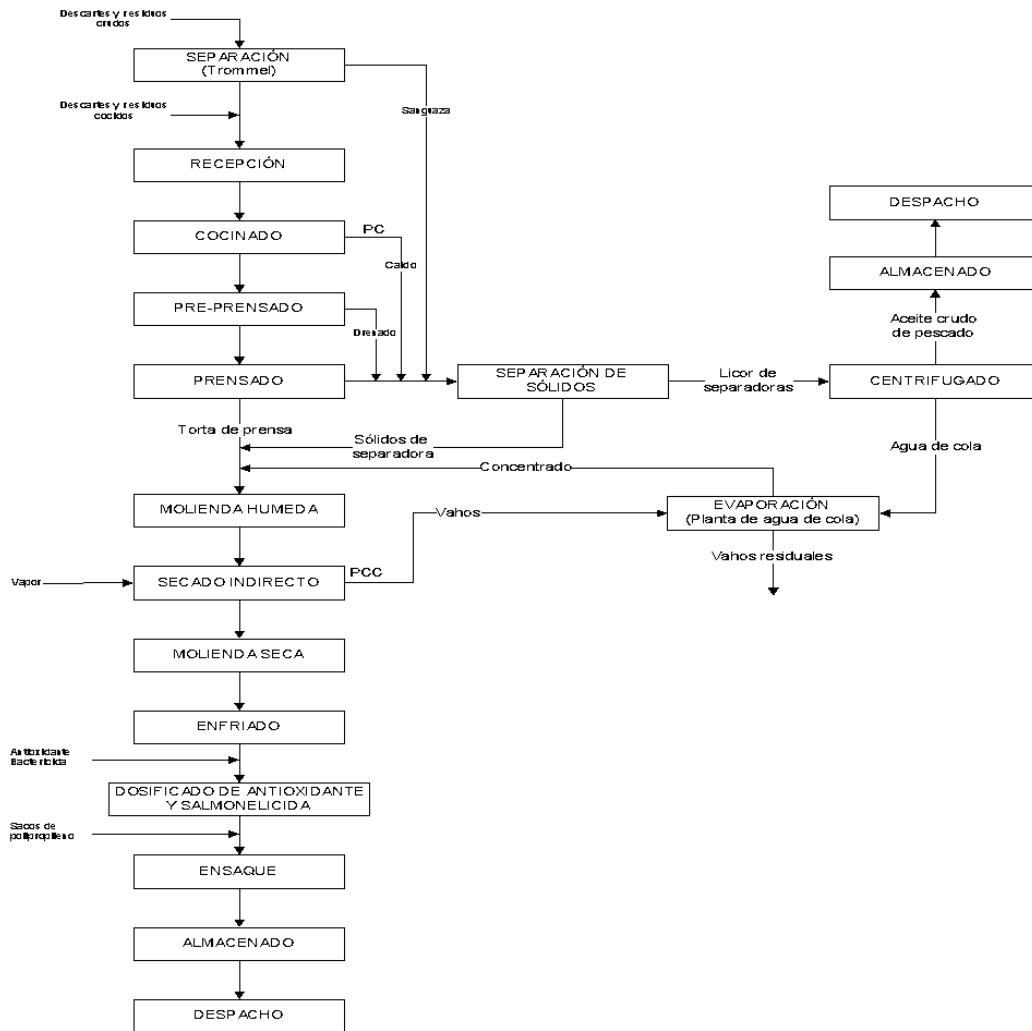 Descartes y residuos
crudos
SEPARACIÓN
(Trommel)
Descartes y residuos
cocidos
Sanguaza
RECEPCIÓN
COCINADO
PC
Caldo
PRE-PRENSADO
Drenado
PRENSADO
SEPARACIÓN DE
SÓLIDOS
Licor de
separadoras
CENTRIFUGADO
Aceite crudo
de pescado
ALMACENADO
DESPACHO
Torta de prensa
Sólidos de
separadora
Agua de cola
Concentrado
MOLIENDA HUMEDA
Vahos
EVAPORACIÓN
(Planta de agua de cola)
Vahos residuales
Vapor
SECADO INDIRECTO
PCC
MOLIENDA SECA
ENFRIADO
Antioxidante
Bactericida
DOSIFICADO DE ANTIOXIDANTE
Y SALMONELICIDA
Sacos de
polipropileno
ENSAQUE
ALMACENADO
DESPACHO